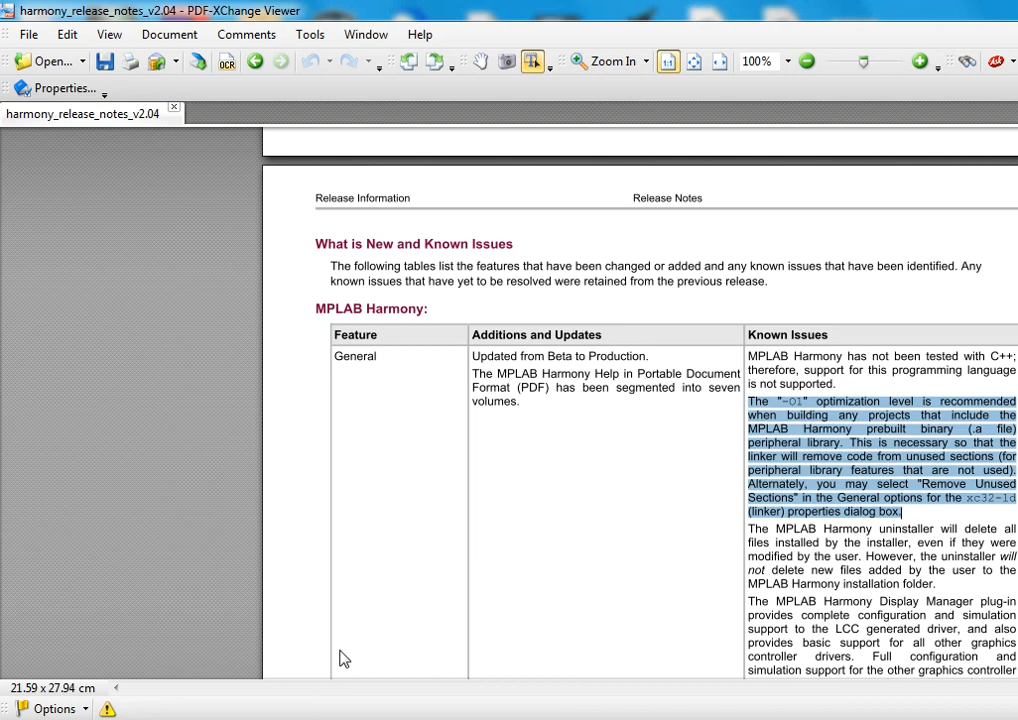 harmony_release_notes_v2.04 - PDF-XChange Viewer
File Edit View Document Comments Tools Window Help
Open... OCR Zoom In 1:1 100%
Properties...
harmony_release_notes_v2.04
Release Information Release Notes
What is New and Known Issues
The following tables list the features that have been changed or added and any known issues that have been identified. Any
known issues that have yet to be resolved were retained from the previous release.
MPLAB Harmony:
Feature Additions and Updates Known Issues
General
Updated from Beta to Production.
The MPLAB Harmony Help in Portable Document
Format (PDF) has been segmented into seven
volumes.
MPLAB Harmony has not been tested with C++;
therefore, support for this programming language
is not supported.
The "-O1" optimization level is recommended
when building any projects that include the
MPLAB Harmony prebuilt binary (.a file)
peripheral library. This is necessary so that the
linker will remove code from unused sections (for
peripheral library features that are not used).
Alternately, you may select "Remove Unused
Sections" in the General options for the xc32-ld
(linker) properties dialog box.
The MPLAB Harmony uninstaller will delete all
files installed by the installer, even if they were
modified by the user. However, the uninstaller will
not delete new files added by the user to the
MPLAB Harmony installation folder.
The MPLAB Harmony Display Manager plug-in
provides complete configuration and simulation
support to the LCC generated driver, and also
provides basic support for all other graphics
controller drivers. Full configuration and
simulation support for the other graphics controller
21.59 x 27.94 cm
Options